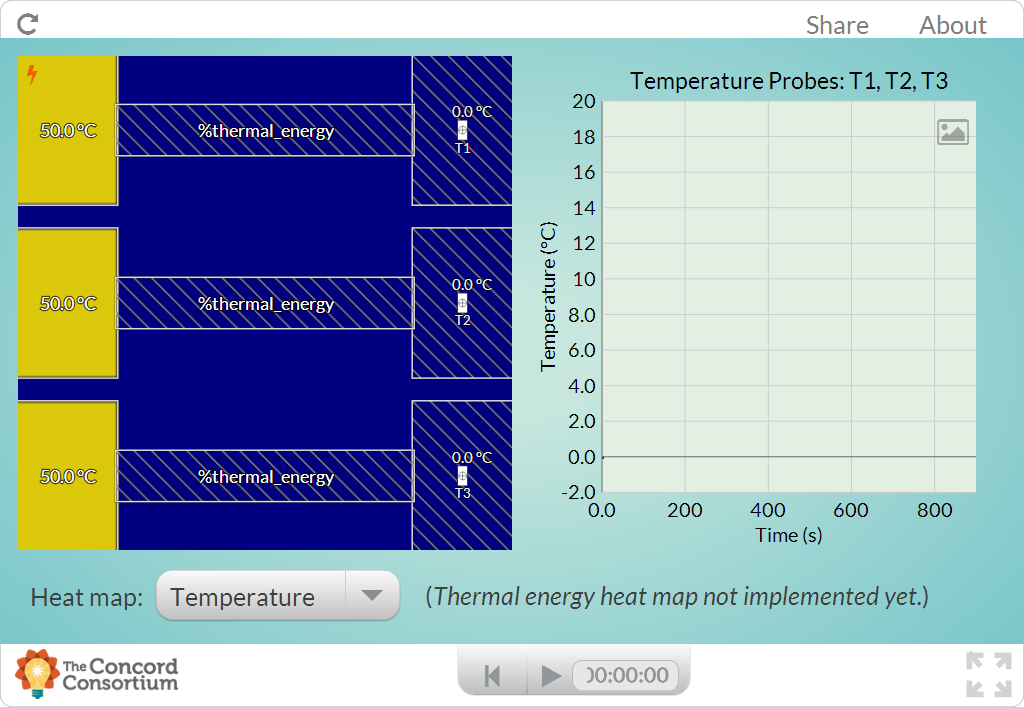 Share
About
50.0 °C
%thermal_energy
0.0 °C
T1
50.0 °C
%thermal_energy
0.0 °C
T2
50.0 °C
%thermal_energy
0.0 °C
T3
Temperature Probes: T1, T2, T3
Temperature (°C)
20
18
16
14
12
10
8.0
6.0
4.0
2.0
0.0
-2.0
0.0 200 400 600 800
Time (s)
Heat map: Temperature (Thermal energy heat map not implemented yet.)
The Concord
Consortium
00:00:00